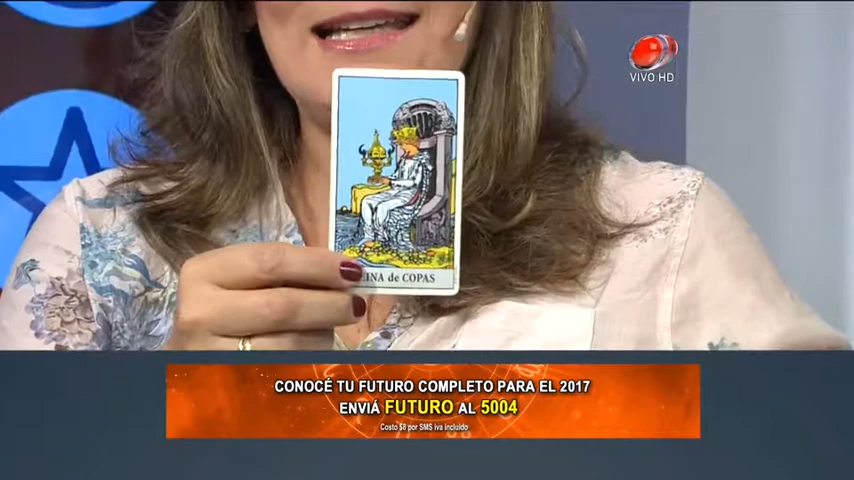 VIVO HD
REINA de COPAS.
CONOCÉ TU FUTURO COMPLETO PARA EL 2017
ENVIÁ FUTURO AL 5004
Costo $8 por SMS iva incluido